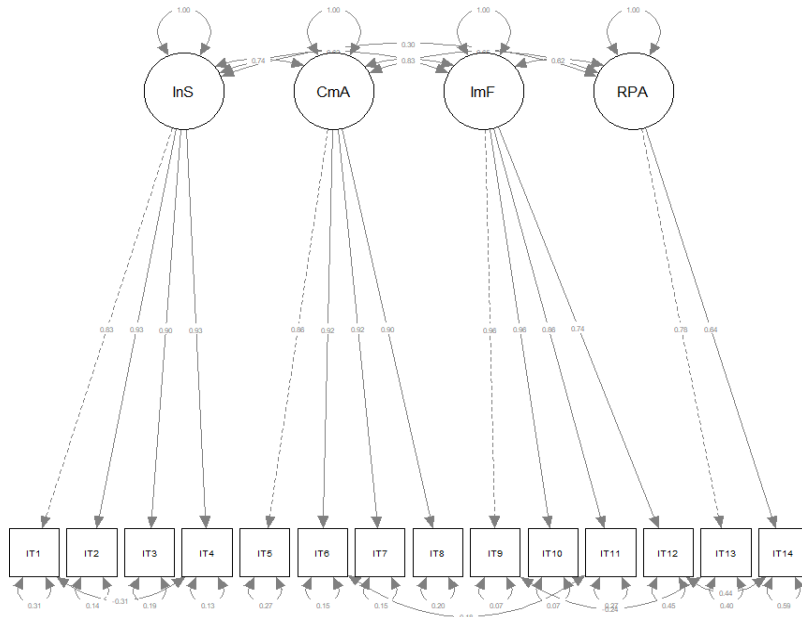 1.00 1.00 1.00 1.00
0.30
0.74 0.83 0.62
InS CmA ImF RPA
0.83 0.93 0.90 0.93 0.86 0.92 0.92 0.90 0.96 0.96 0.86 0.74 0.78 0.64
IT1 IT2 IT3 IT4 IT5 IT6 IT7 IT8 IT9 IT10 IT11 IT12 IT13 IT14
0.44
0.31 0.14 -0.31 0.19 0.13 0.27 0.15 0.15 0.20 0.07 0.07 -0.24 0.45 0.40 0.59